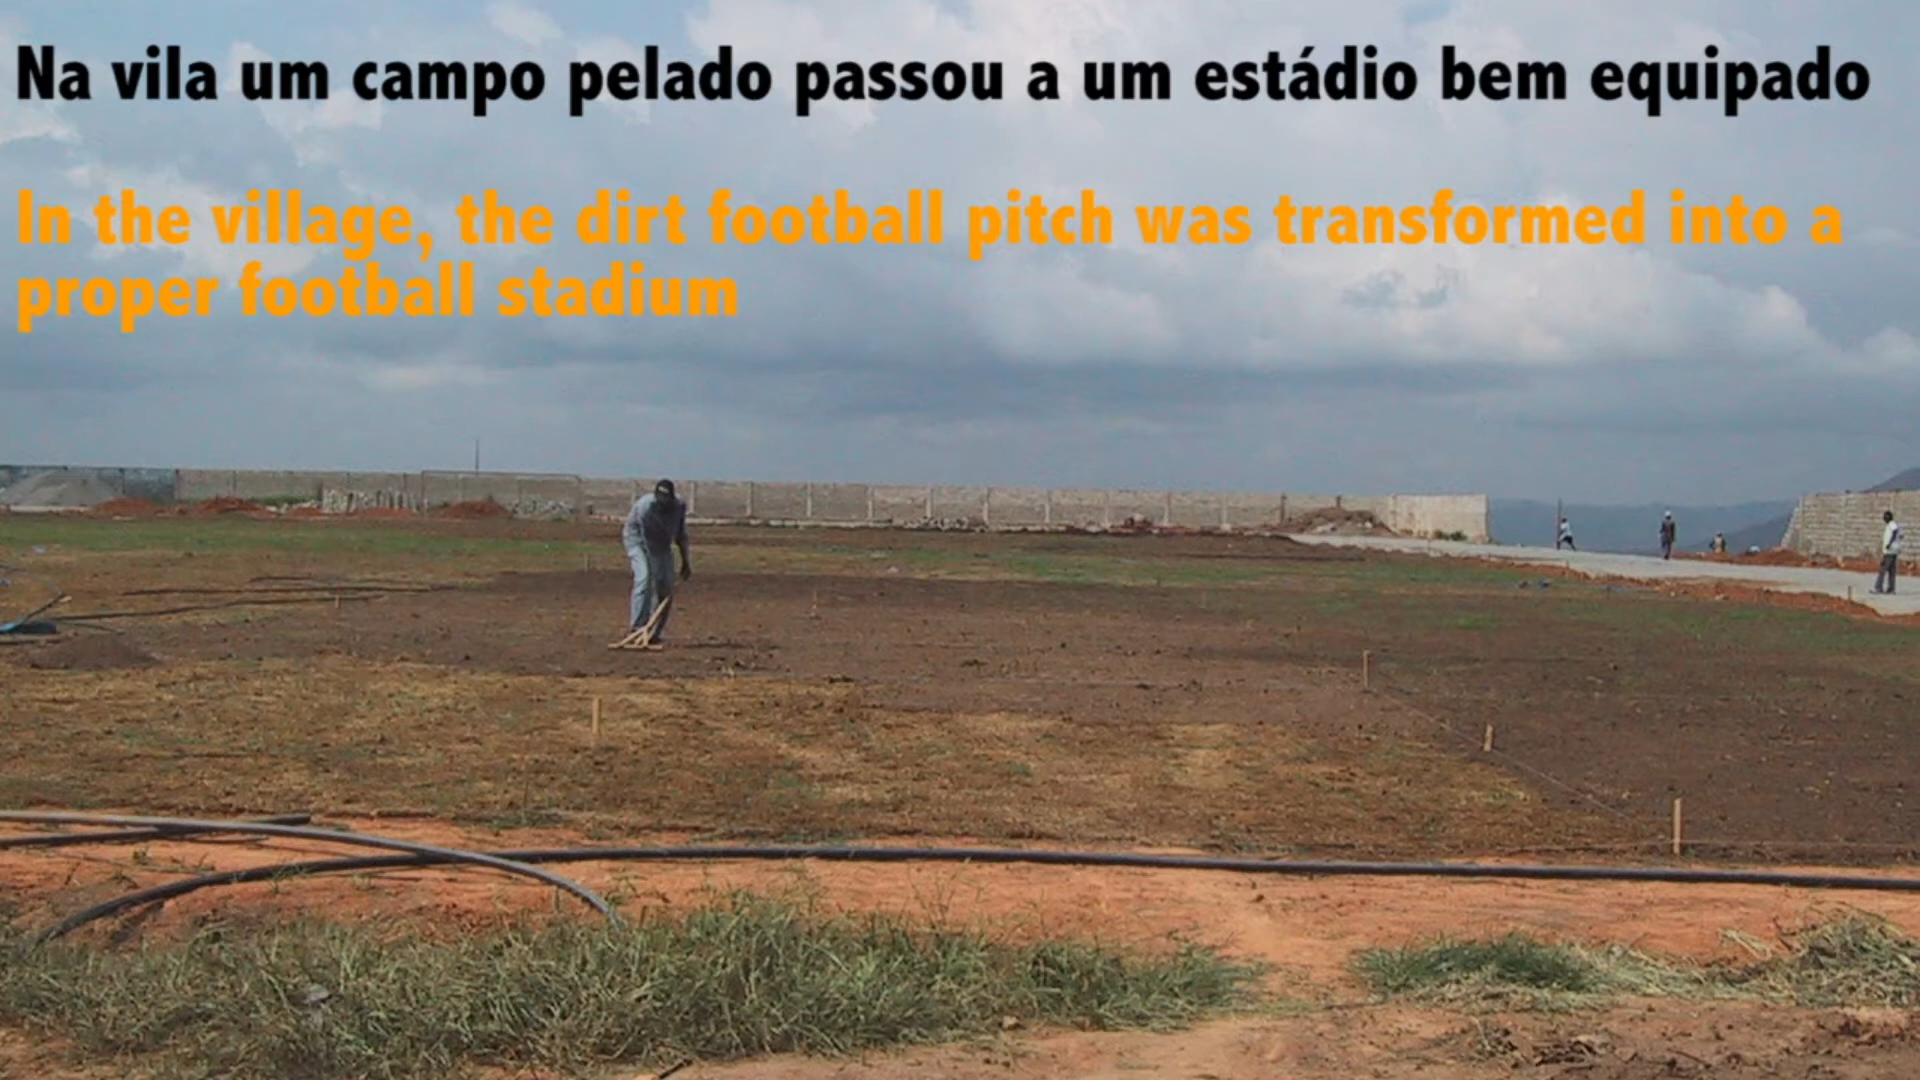 Na vila um campo pelado passou a um estádio bem equipado
In the village, the dirt football pitch was transformed into a
proper football stadium